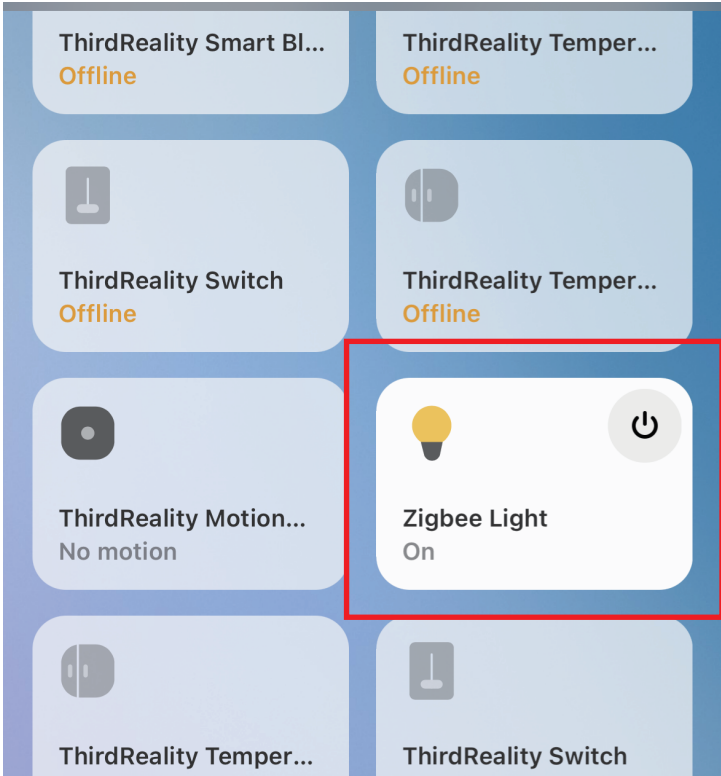 ThirdReality Smart Bl...
Offline
ThirdReality Temper...
Offline
ThirdReality Switch
Offline
ThirdReality Temper...
Offline
ThirdReality Motion...
No motion
Zigbee Light
On
ThirdReality Temper...
ThirdReality Switch